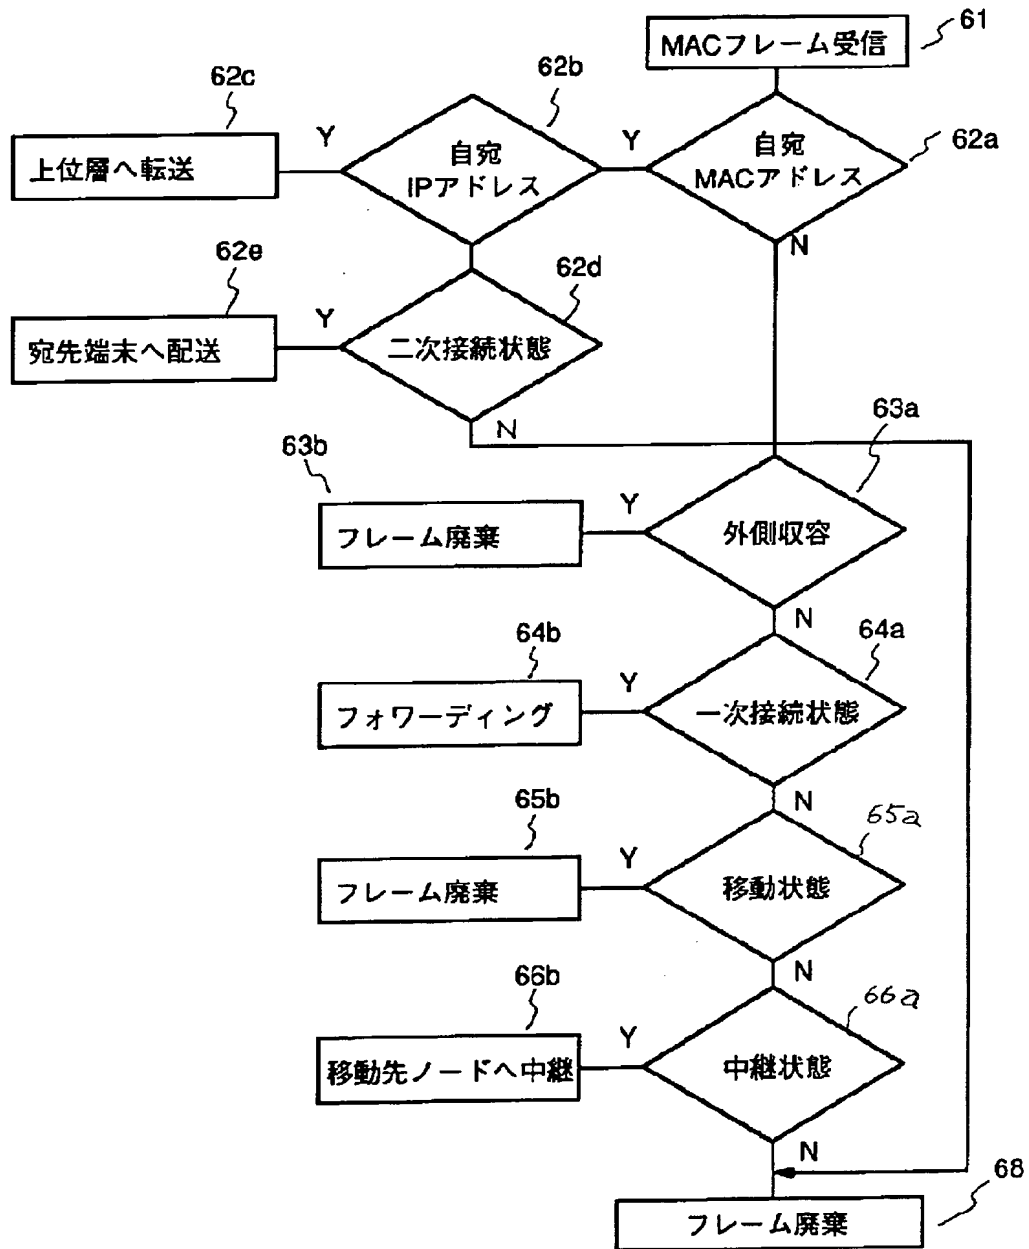 MACフレーム受信
61
62c
62b
Y
Y
上位層へ転送
自宛
IPアドレス
自宛
MACアドレス
62a
N
62e
62d
Y
宛先端末へ配送
二次接続状態
N
63b
63a
Y
フレーム廃棄
外側収容
N
64b
64a
Y
フォワーディング
一次接続状態
N
65b
65a
Y
フレーム廃棄
移動状態
N
66b
66a
Y
移動先ノードへ中継
中継状態
N
68
フレーム廃棄